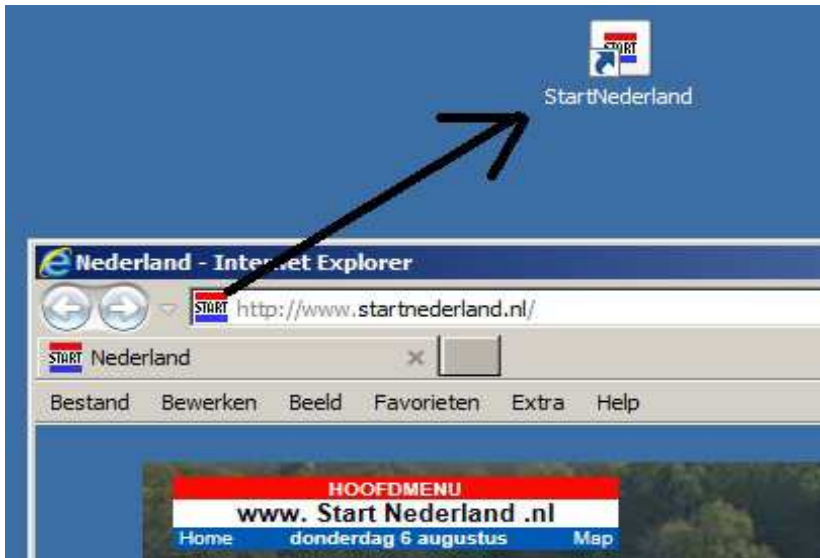 START
StartNederland
Nederland - Internet Explorer
START http://www.startnederland.nl/
START Nederland
Bestand Bewerken Beeld Favorieten Extra Help
HOOFDMENU
www. Start Nederland .nl
Home donderdag 6 augustus Map